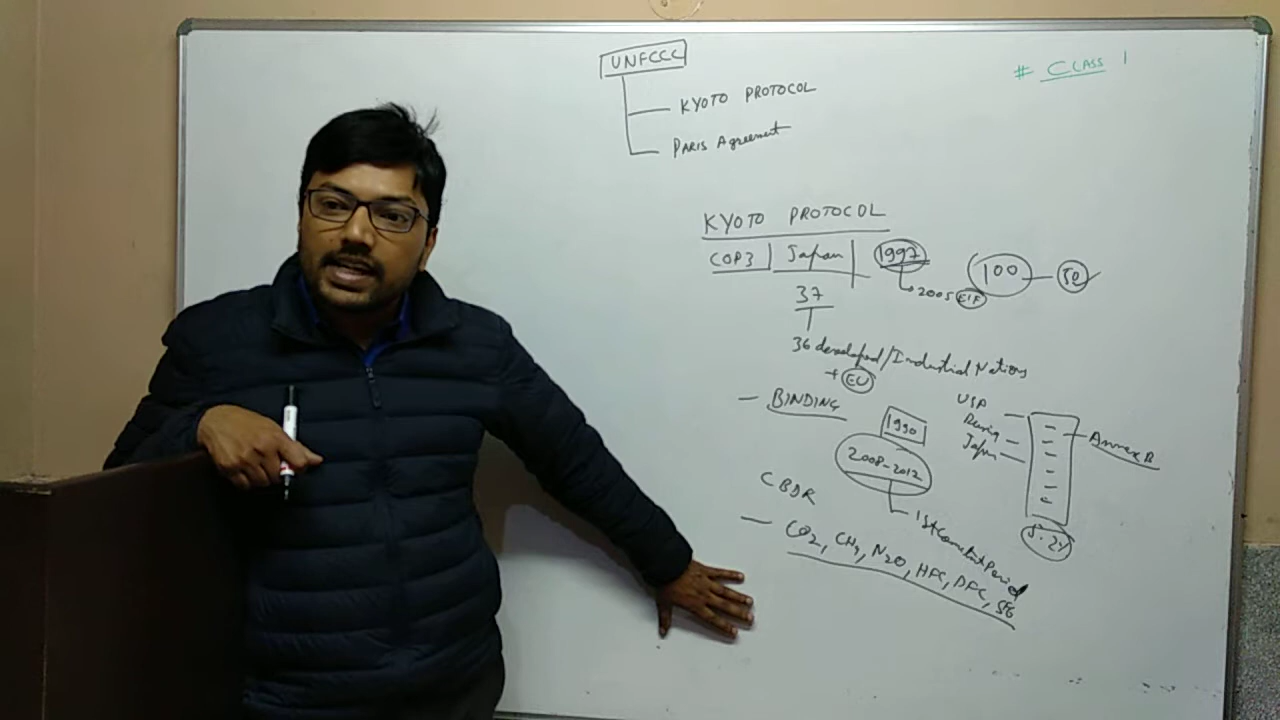 UNFCCC
# CLASS 1
KYOTO PROTOCOL
PARIS Agreement
KYOTO PROTOCOL
COP3 | Japan | 1997
2005 EIF
100 - 50
37
36 developed/Industrial Nations
+ EU
- BINDING
1990
2008-2012
1st Commitment Period
USA
Russia
Japan
Annex B
5.2%
CBDR
- CO2, CH4, N2O, HFC, PFC, SF6